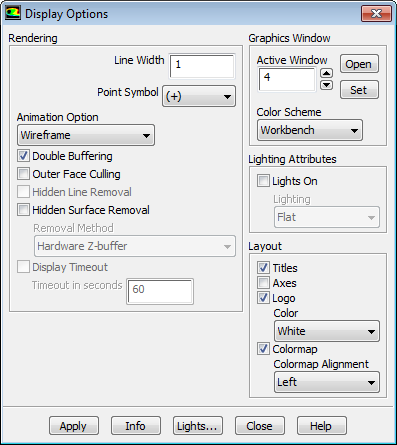 Display Options
Rendering
Line Width 1
Point Symbol (+)
Animation Option
Wireframe
Double Buffering
Outer Face Culling
Hidden Line Removal
Hidden Surface Removal
Removal Method
Hardware Z-buffer
Display Timeout
Timeout in seconds 60
Graphics Window
Active Window
4
Open
Set
Color Scheme
Workbench
Lighting Attributes
Lights On
Lighting
Flat
Layout
Titles
Axes
Logo
Color
White
Colormap
Colormap Alignment
Left
Apply Info Lights... Close Help